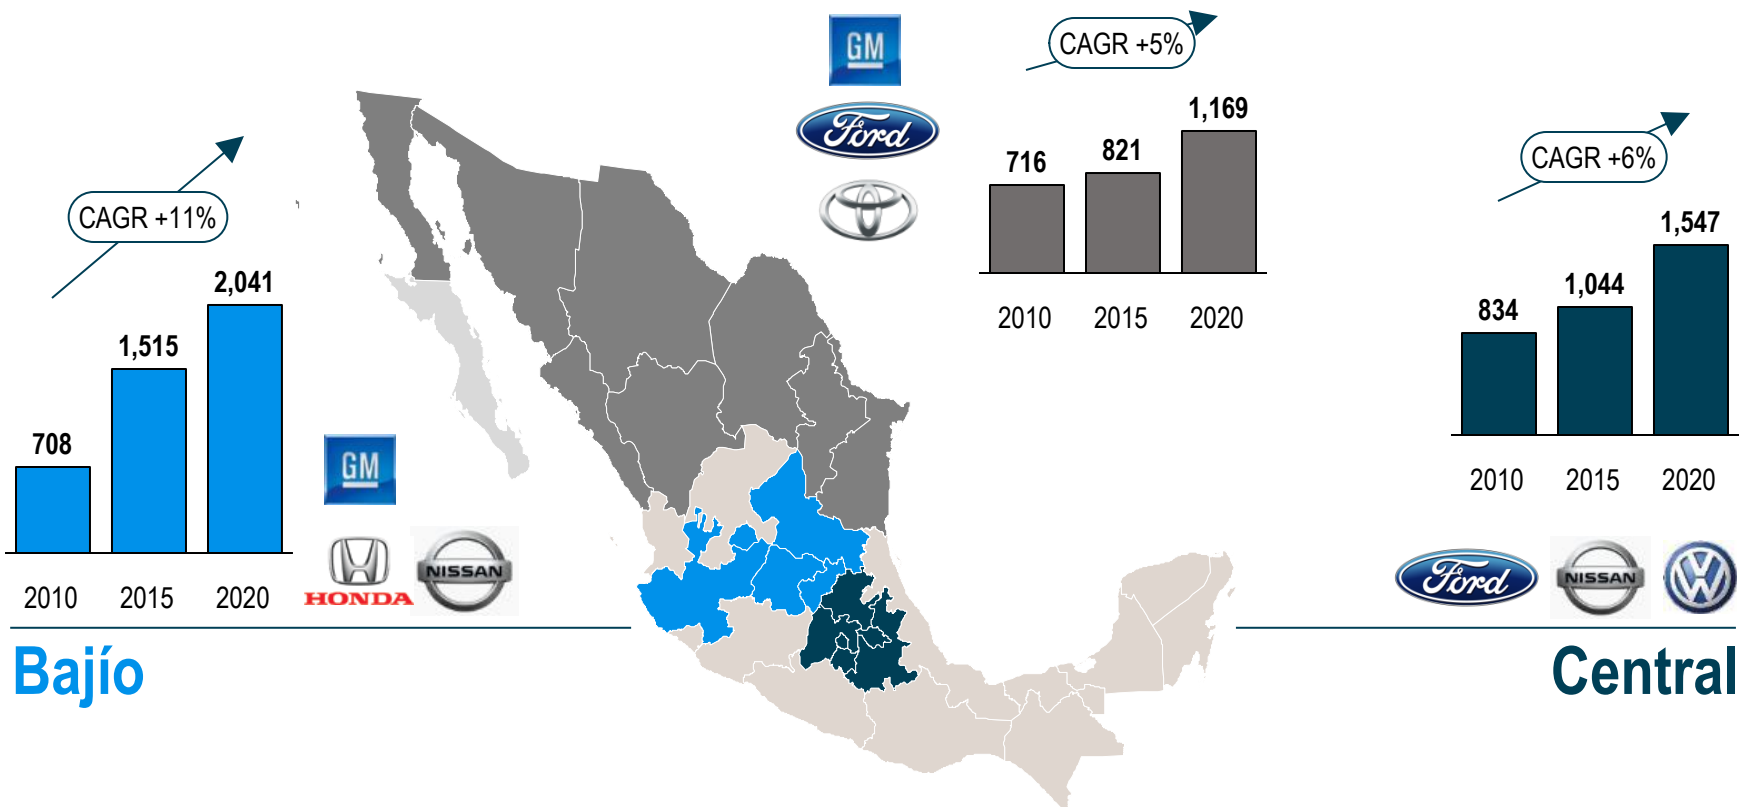 GM
Ford
CAGR +5%
716
821
1,169
2010
2015
2020
CAGR +6%
834
1,044
1,547
2010
2015
2020
Ford
NISSAN
CAGR +11%
708
1,515
2,041
2010
2015
2020
GM
HONDA
NISSAN
Bajío
Central